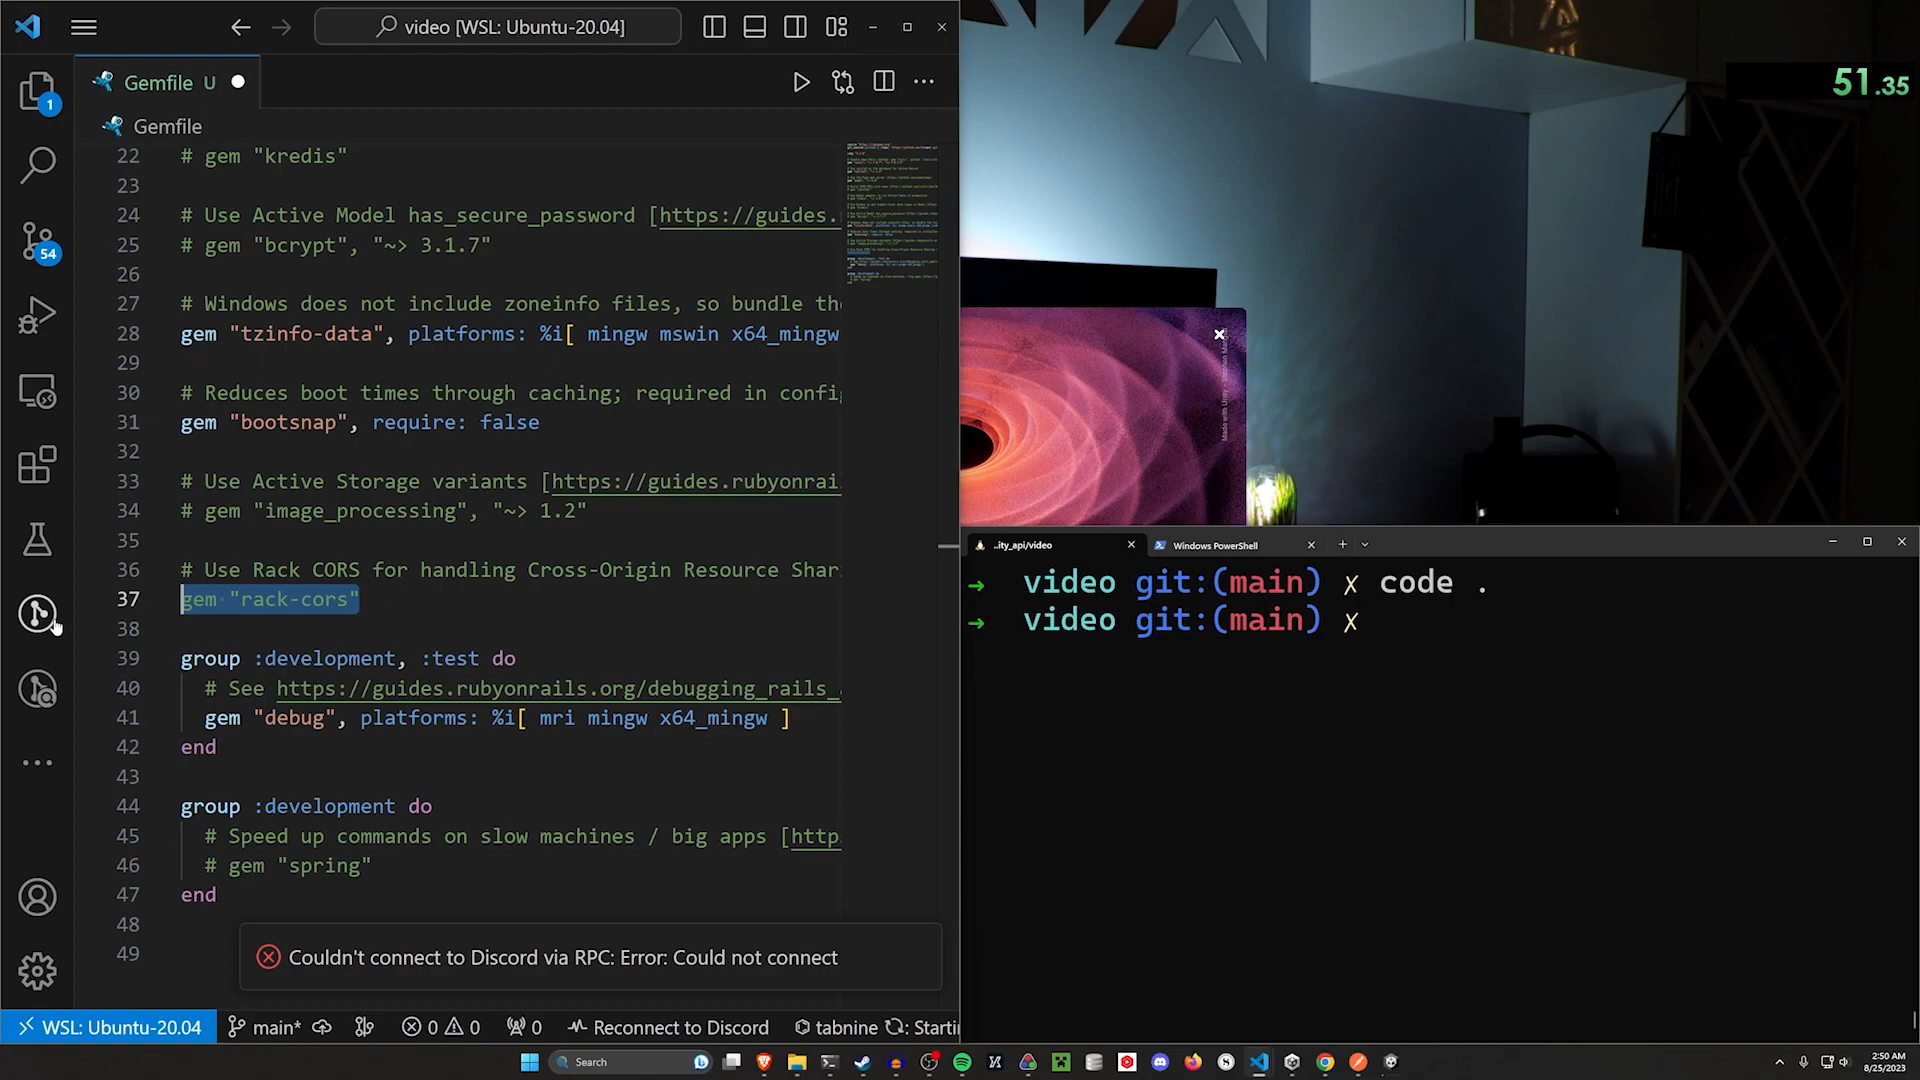 video [WSL: Ubuntu-20.04]
Gemfile U
Gemfile
1
54
22 # gem "kredis"
23
24 # Use Active Model has_secure_password [https://guides.
25 # gem "bcrypt", "~> 3.1.7"
26
27 # Windows does not include zoneinfo files, so bundle the
28 gem "tzinfo-data", platforms: %i[ mingw mswin x64_mingw
29
30 # Reduces boot times through caching; required in config
31 gem "bootsnap", require: false
32
33 # Use Active Storage variants [https://guides.rubyonrail
34 # gem "image_processing", "~> 1.2"
35
36 # Use Rack CORS for handling Cross-Origin Resource Shar
37 gem "rack-cors"
38
39 group :development, :test do
40 # See https://guides.rubyonrails.org/debugging_rails_
41 gem "debug", platforms: %i[ mri mingw x64_mingw ]
42 end
43
44 group :development do
45 # Speed up commands on slow machines / big apps [http
46 # gem "spring"
47 end
48
49
Couldn't connect to Discord via RPC: Error: Could not connect
WSL: Ubuntu-20.04 main* 0 0 0 Reconnect to Discord tabnine : Starti
51.35
..ity_api/video
Windows PowerShell
→ video git:(main) x code .
→ video git:(main) x
Search
2:50 AM
8/25/2023